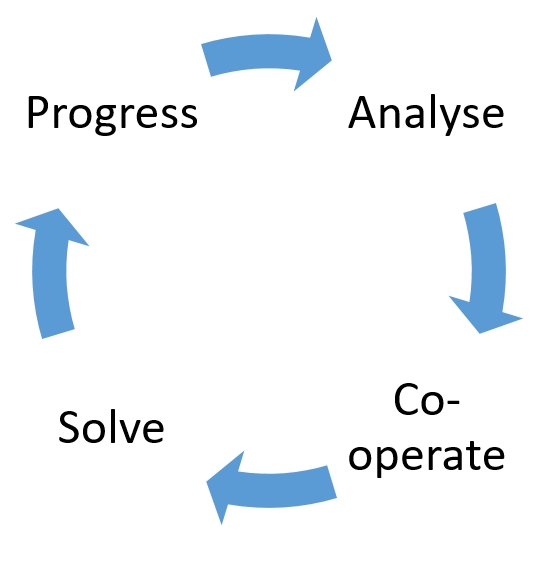 Progress
Analyse
Co-
operate
Solve